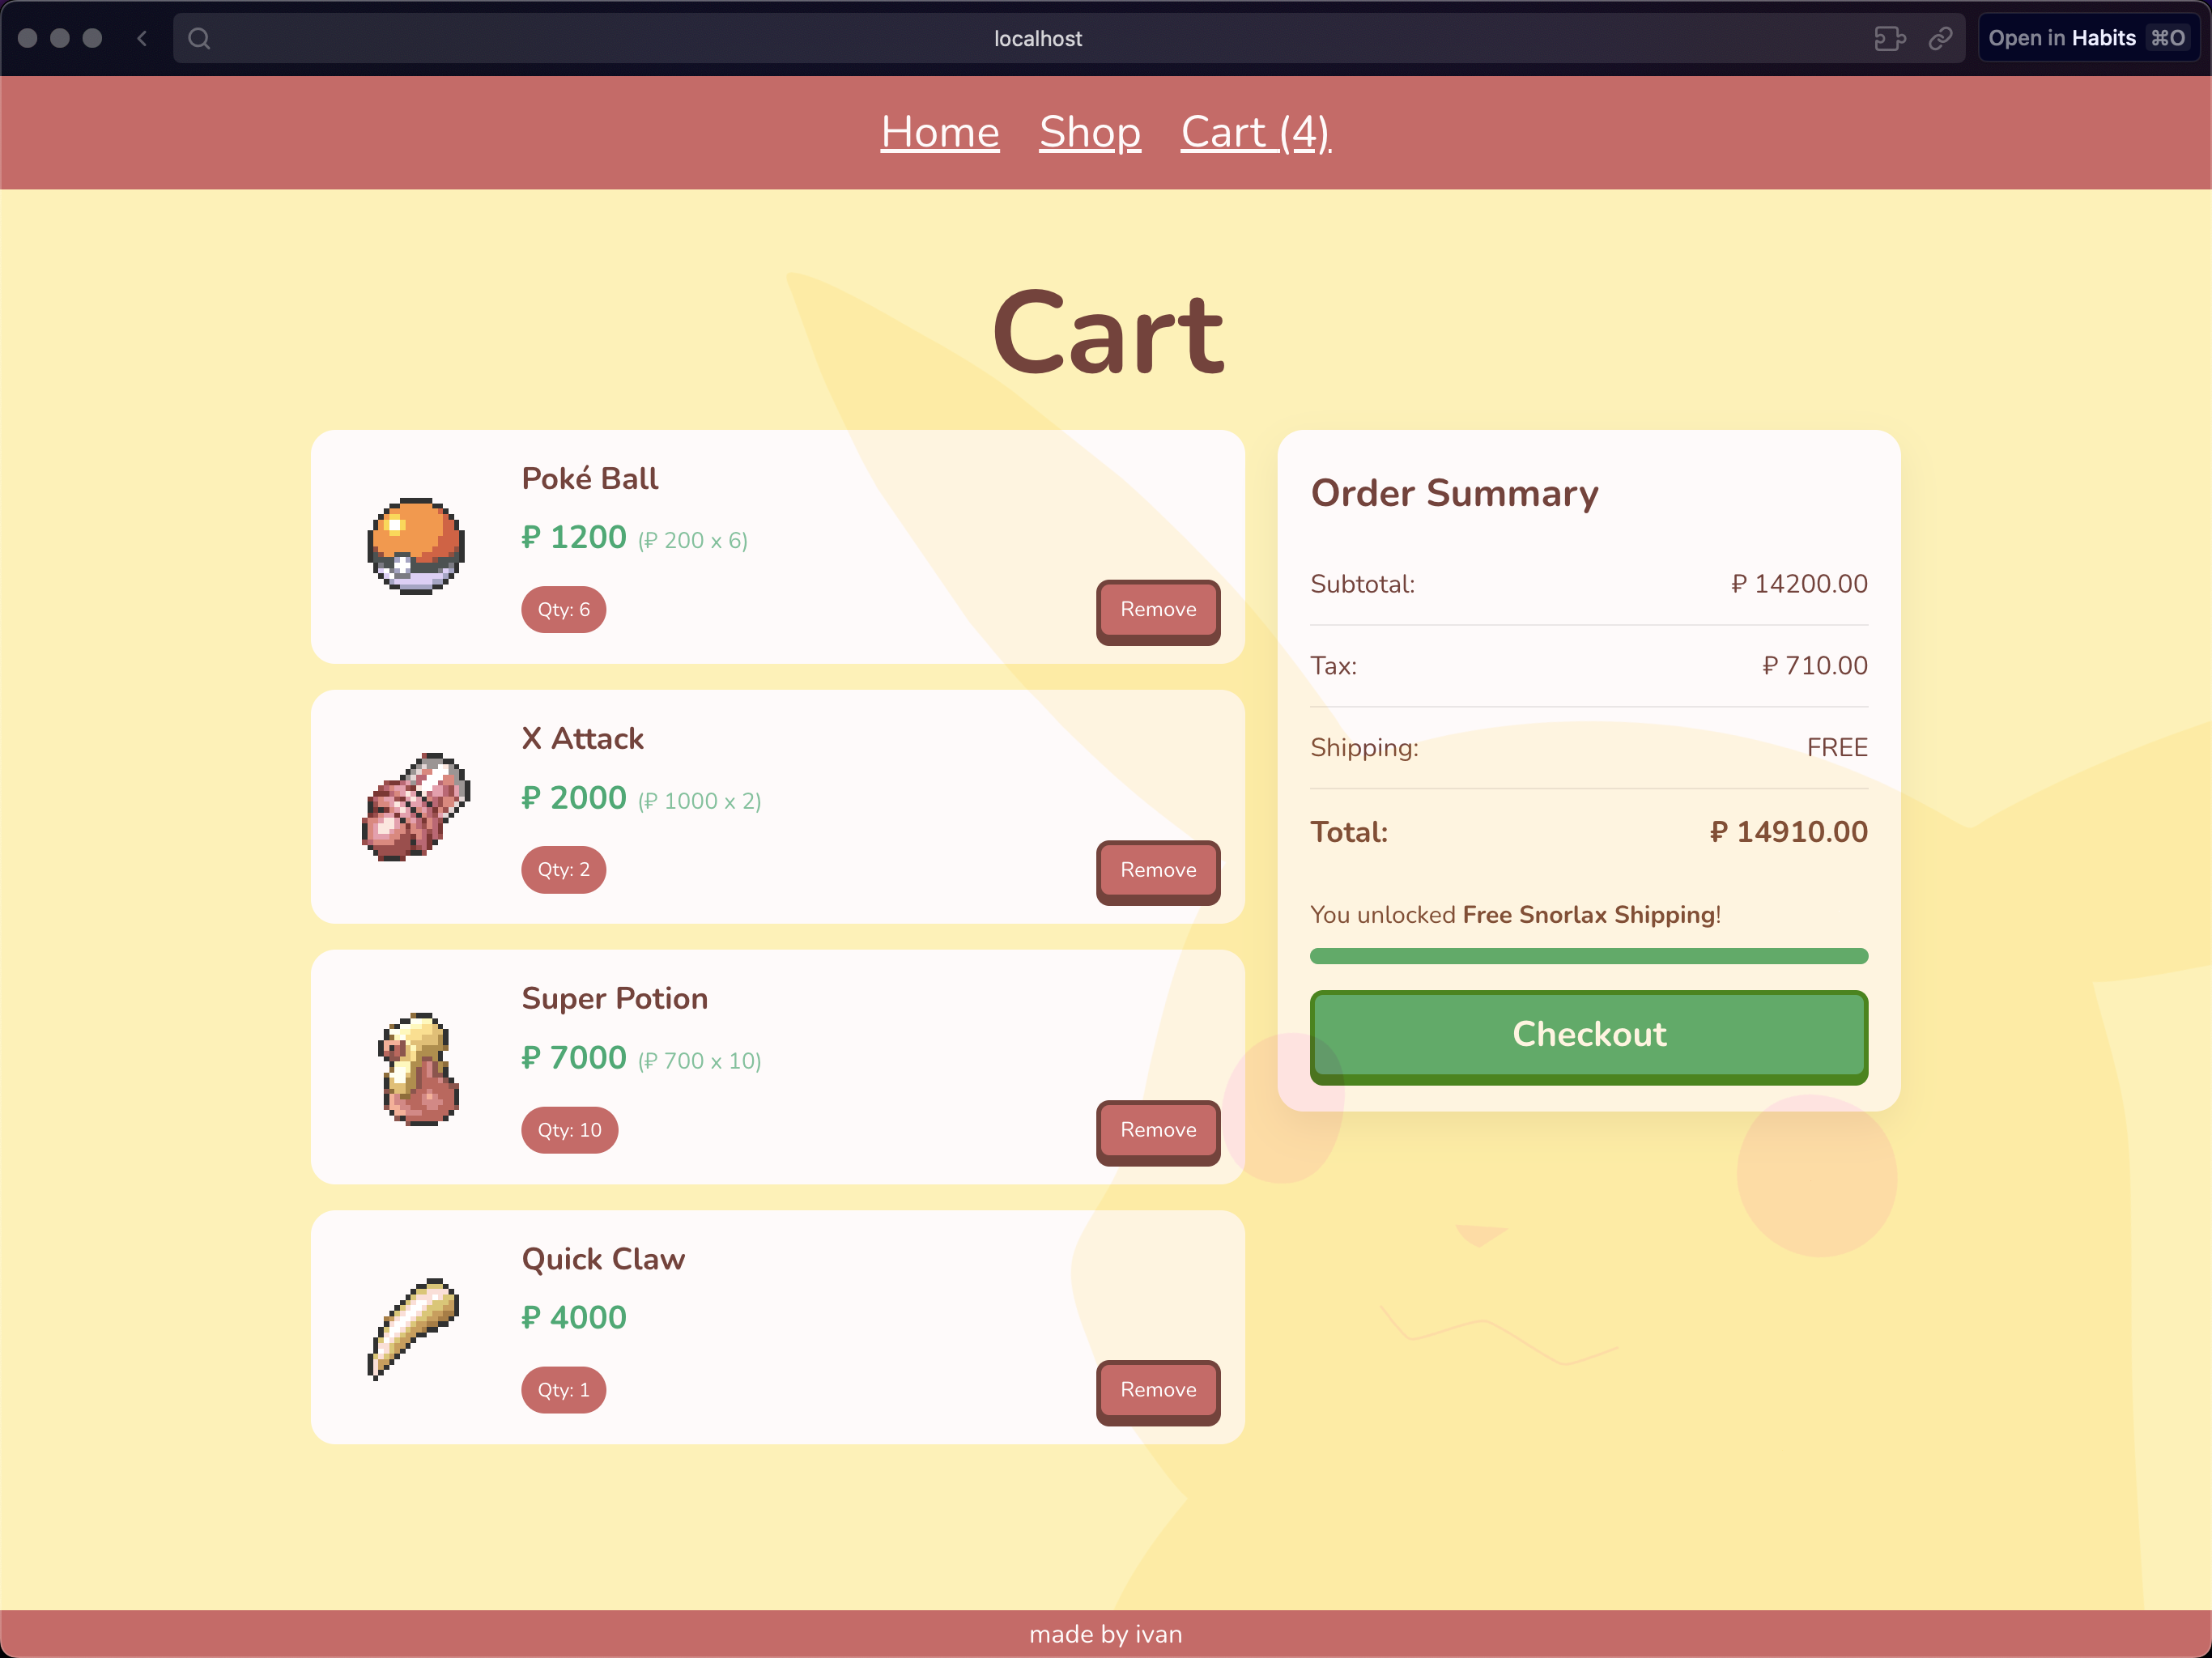 localhost
Open in Habits ⌘O
Home Shop Cart (4)
Cart
Poké Ball
₽ 1200 (₽ 200 x 6)
Qty: 6
Remove
X Attack
₽ 2000 (₽ 1000 x 2)
Qty: 2
Remove
Super Potion
₽ 7000 (₽ 700 x 10)
Qty: 10
Remove
Quick Claw
₽ 4000
Qty: 1
Remove
Order Summary
Subtotal: ₽ 14200.00
Tax: ₽ 710.00
Shipping: FREE
Total: ₽ 14910.00
You unlocked Free Snorlax Shipping!
Checkout
made by ivan